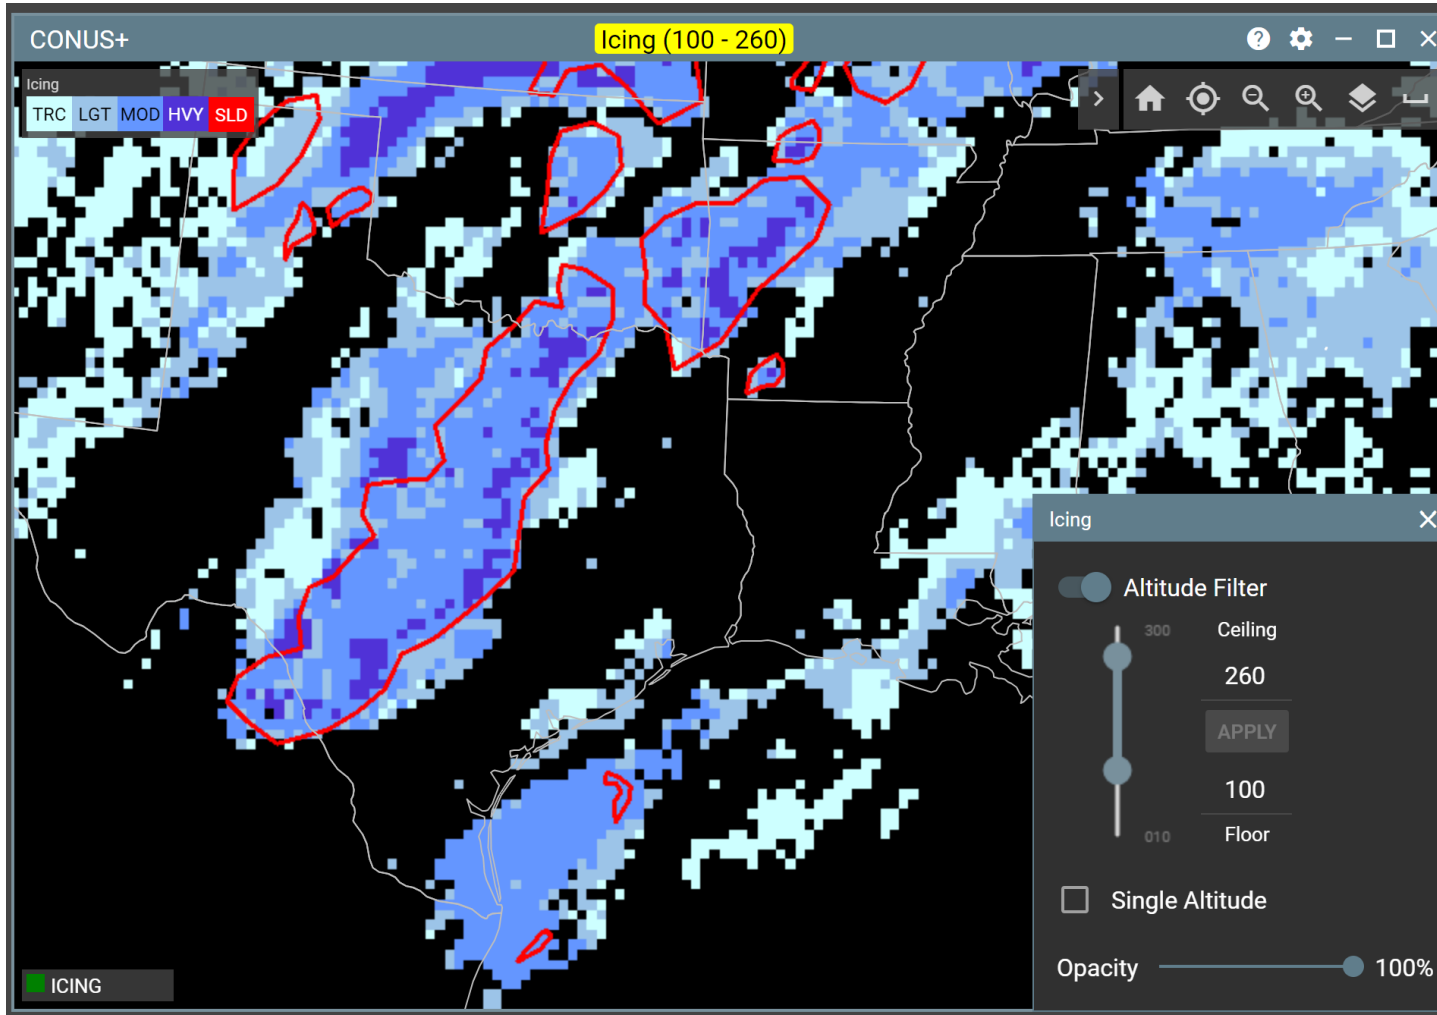 CONUS+
Icing (100 - 260)
Icing
TRC LGT MOD HVY SLD
Icing
Altitude Filter
300
Ceiling
260
APPLY
100
010
Floor
Single Altitude
Opacity
100%
ICING